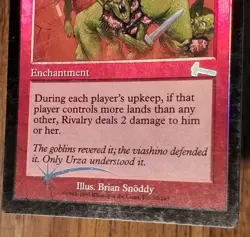 Enchantment
During each player's upkeep, if that
player controls more lands than any
other, Rivalry deals 2 damage to him
or her.
The goblins revered it; the viashino defended
it. Only Urza understood it.
Illus. Brian Snōddy